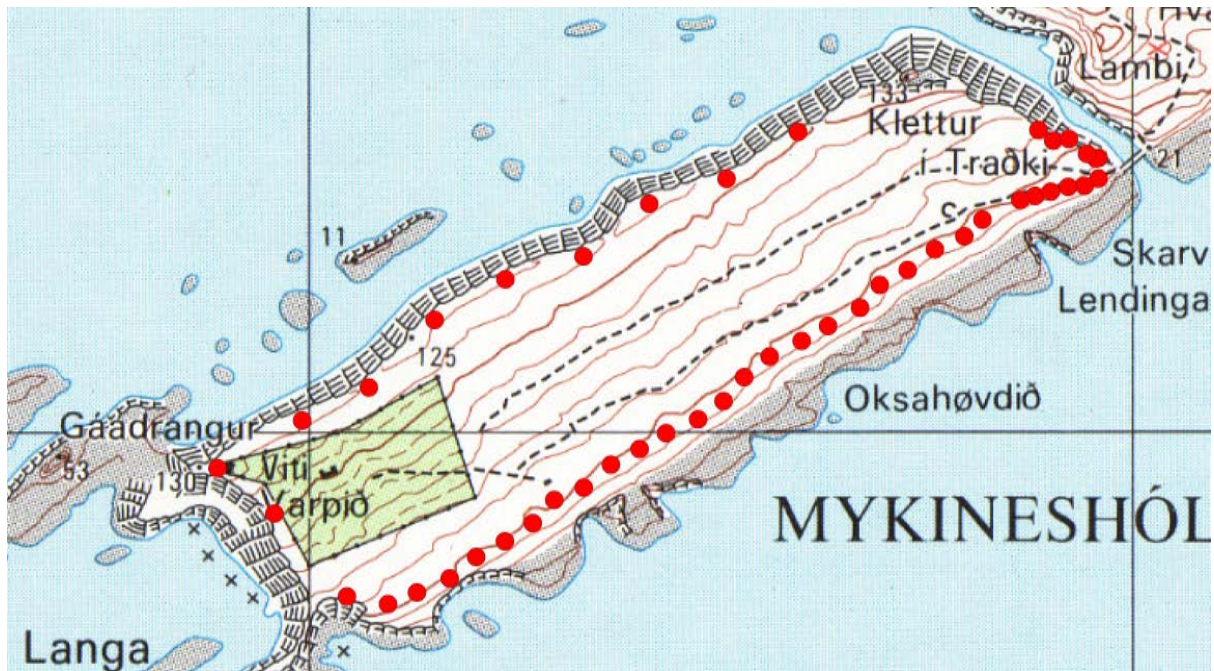 Lambi
133
Klettur
í Traðki
21
11
Skarv
Lendinga
125
Oksahøvdið
Gáadrangur
53
130
Viti
Varpið
MYKINESHÓL
Langa